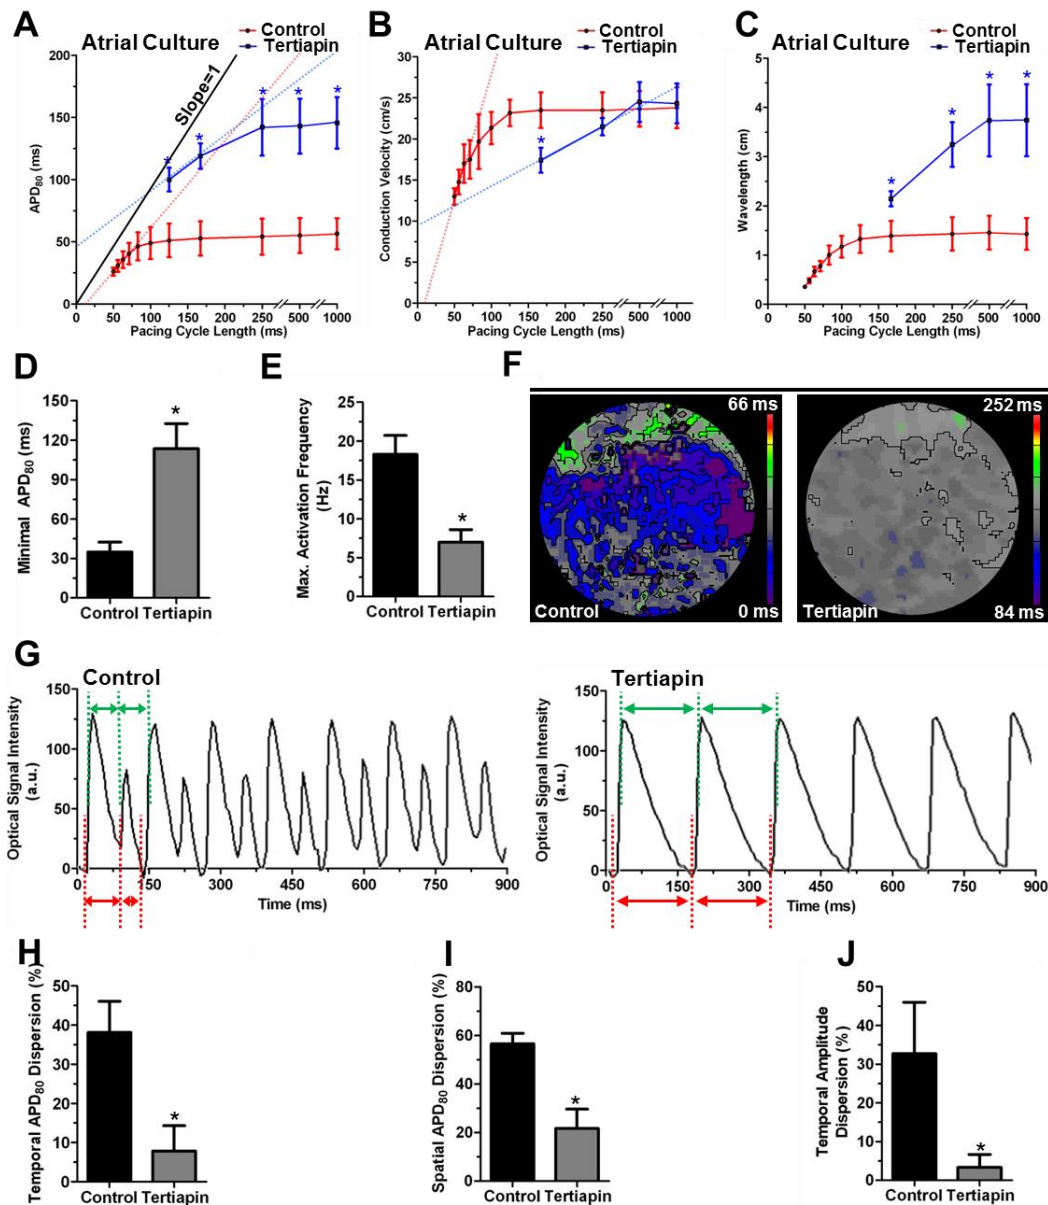 A
Atrial Culture
Control
Tertiapin
Slope=1
APD80 (ms)
200
150
100
50
0
0 50 100 150 200 250 500 1000
Pacing Cycle Length (ms)
B
Atrial Culture
Control
Tertiapin
Conduction Velocity (cm/s)
30
25
20
15
10
5
0
0 50 100 150 200 250 500 1000
Pacing Cycle Length (ms)
C
Atrial Culture
Control
Tertiapin
Wavelength (cm)
5
4
3
2
1
0
0 50 100 150 200 250 500 1000
Pacing Cycle Length (ms)
D
Minimal APD80 (ms)
150
120
90
60
30
0
*
Control Tertiapin
E
Max. Activation Frequency
(Hz)
25
20
15
10
5
0
*
Control Tertiapin
F
66 ms
Control
0 ms
252 ms
Tertiapin
84 ms
G
Control
Optical Signal Intensity
(a.u.)
150
100
50
0
150 300 450 600 750 900
Time (ms)
Tertiapin
Optical Signal Intensity
(a.u.)
150
100
50
0
0 150 300 450 600 750 900
Time (ms)
H
Temporal APD80 Dispersion (%)
50
40
30
20
10
0
*
Control Tertiapin
I
Spatial APD80 Dispersion (%)
80
60
40
20
0
*
Control Tertiapin
J
Temporal Amplitude
Dispersion (%)
50
40
30
20
10
0
*
Control Tertiapin